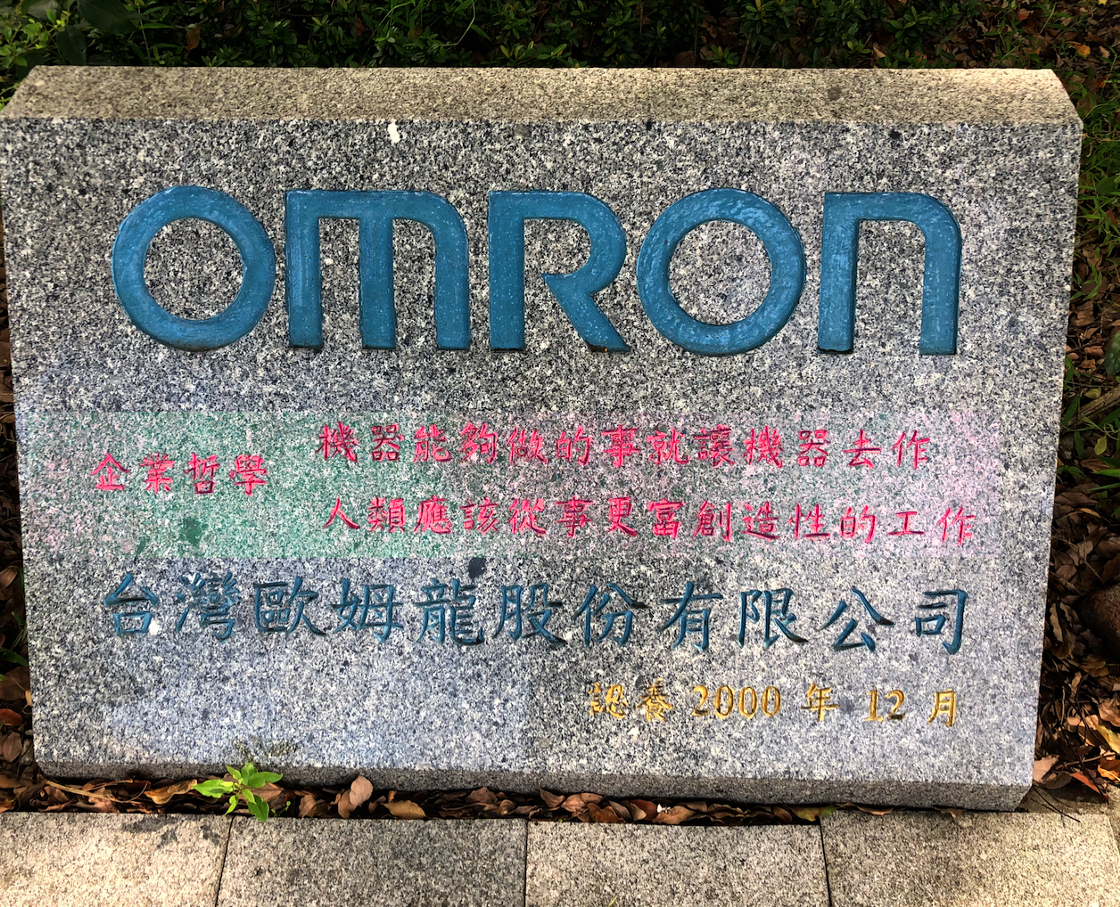 omron
企業哲學
機器能夠做的事就讓機器去作
人類應該從事更富創造性的工作
台灣歐姆龍股份有限公司
認養 2000 年 12 月